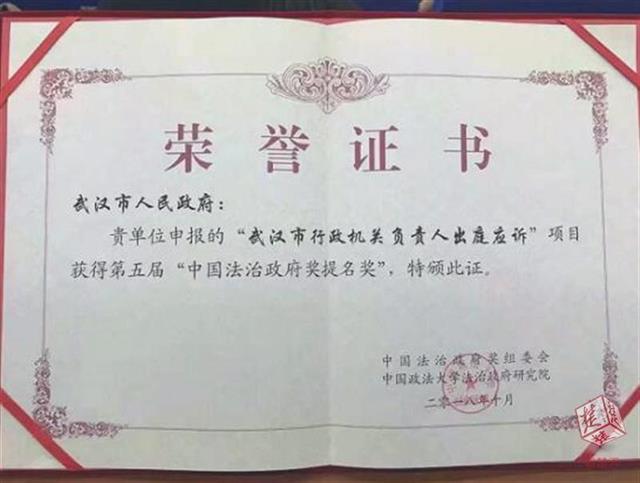 荣誉证书
武汉市人民政府：
贵单位申报的“武汉市行政机关负责人出庭应诉”项目
获得第五届“中国法治政府奖提名奖”，特颁此证。
中国法治政府奖组委会
中国政法大学法治政府研究院
二零一八年十月